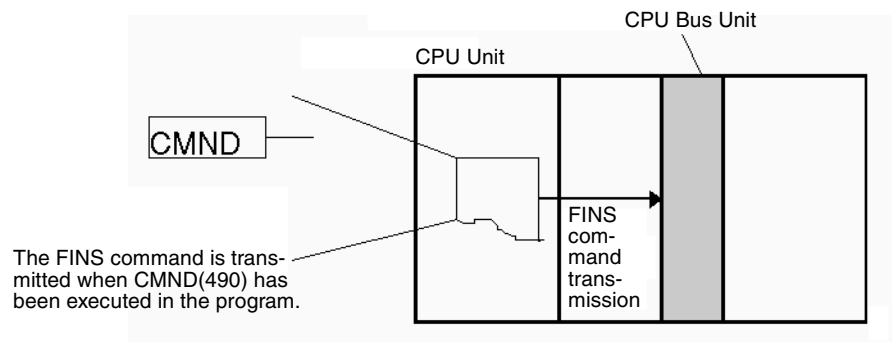 CPU Bus Unit
CPU Unit
CMND
FINS
com-
mand
trans-
mission
The FINS command is trans-
mitted when CMND(490) has
been executed in the program.